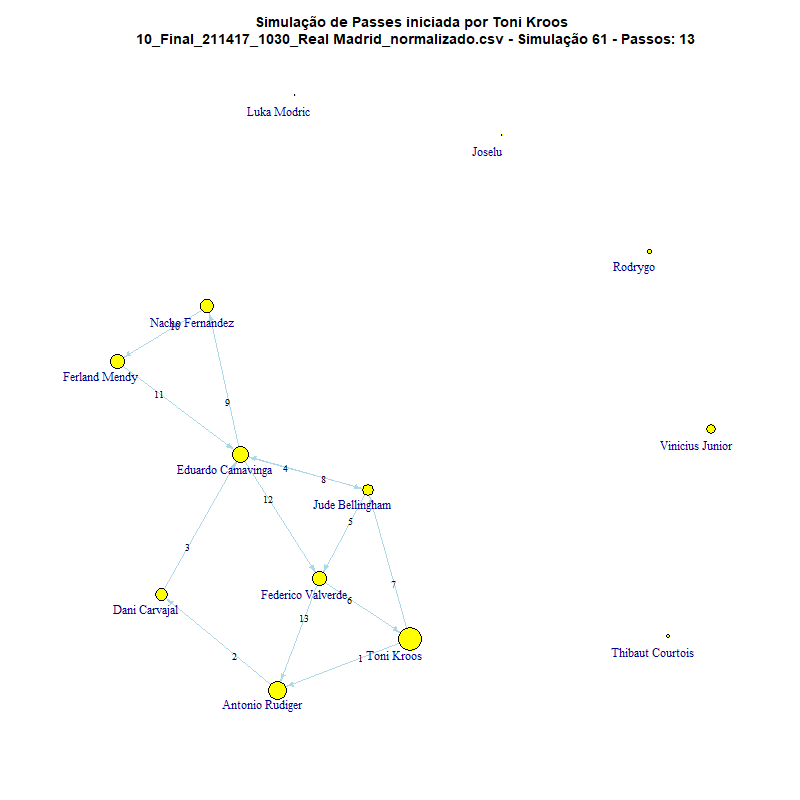 Simulação de Passes iniciada por Toni Kroos
10_Final_211417_1030_Real Madrid_normalizado.csv - Simulação 61 - Passos: 13
Luka Modric
Joselu
Rodrygo
Nacho Fernandez
10
Ferland Mendy
11
9
Vinicius Junior
Eduardo Camavinga
4
8
12
Jude Bellingham
5
3
7
Federico Valverde
6
Dani Carvajal
13
Thibaut Courtois
2
1
Toni Kroos
Antonio Rudiger